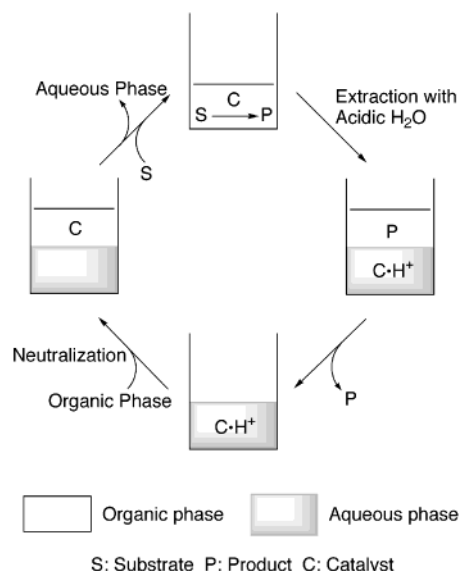 Aqueous Phase
C
S P
Extraction with
Acidic H₂O
S
C
P
C•H⁺
Neutralization
Organic Phase
P
C•H⁺
Organic phase
Aqueous phase
S: Substrate P: Product C: Catalyst